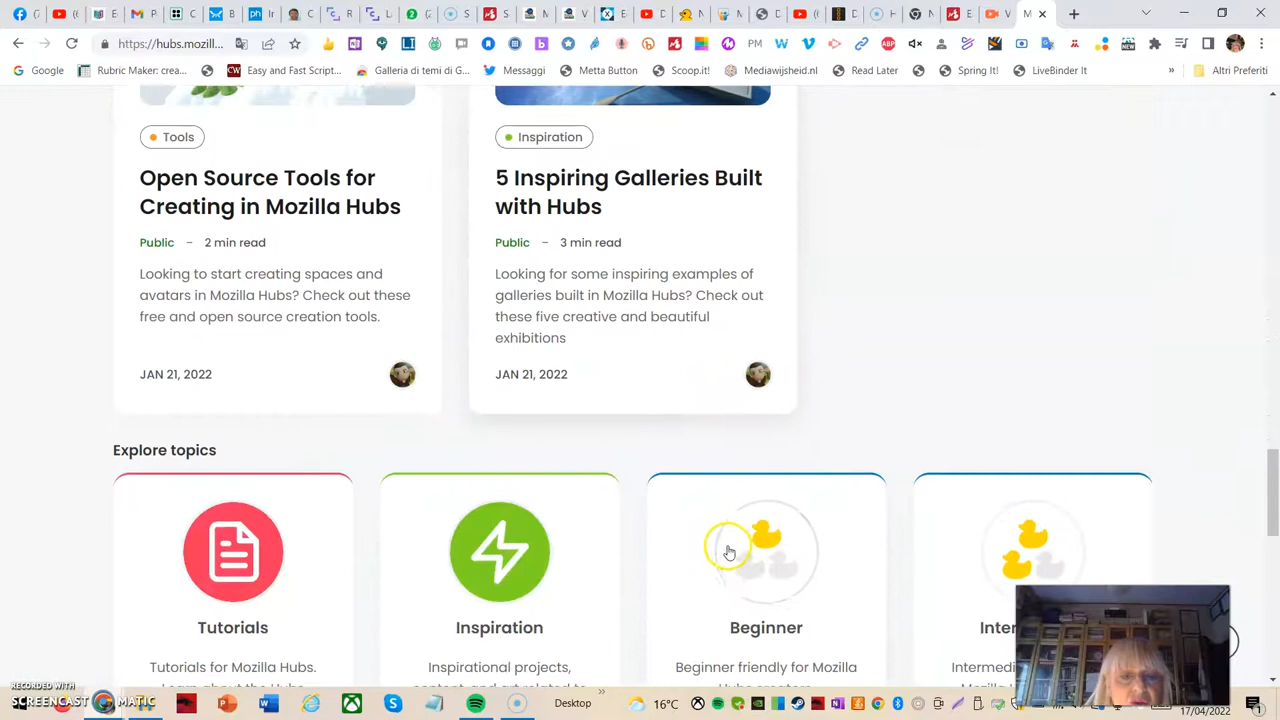 https://hubs.mozill...
PM
ABP
NEW
Google
Rubric Maker: crea...
CW Easy and Fast Script...
Galleria di temi di G...
Messaggi
Metta Button
Scoop.it!
Mediawijsheid.nl
Read Later
Spring It!
LiveBinder It
»
Altri Preferiti
Tools
Open Source Tools for
Creating in Mozilla Hubs
Public – 2 min read
Looking to start creating spaces and
avatars in Mozilla Hubs? Check out these
free and open source creation tools.
JAN 21, 2022
Inspiration
5 Inspiring Galleries Built
with Hubs
Public – 3 min read
Looking for some inspiring examples of
galleries built in Mozilla Hubs? Check out
these five creative and beautiful
exhibitions
JAN 21, 2022
Explore topics
Tutorials
Tutorials for Mozilla Hubs.
Inspiration
Inspirational projects,
Beginner
Beginner friendly for Mozilla
Inter
Intermed
RECORDED WITH
SCREENCAST MATIC
Desktop
16°C
17/04/2022